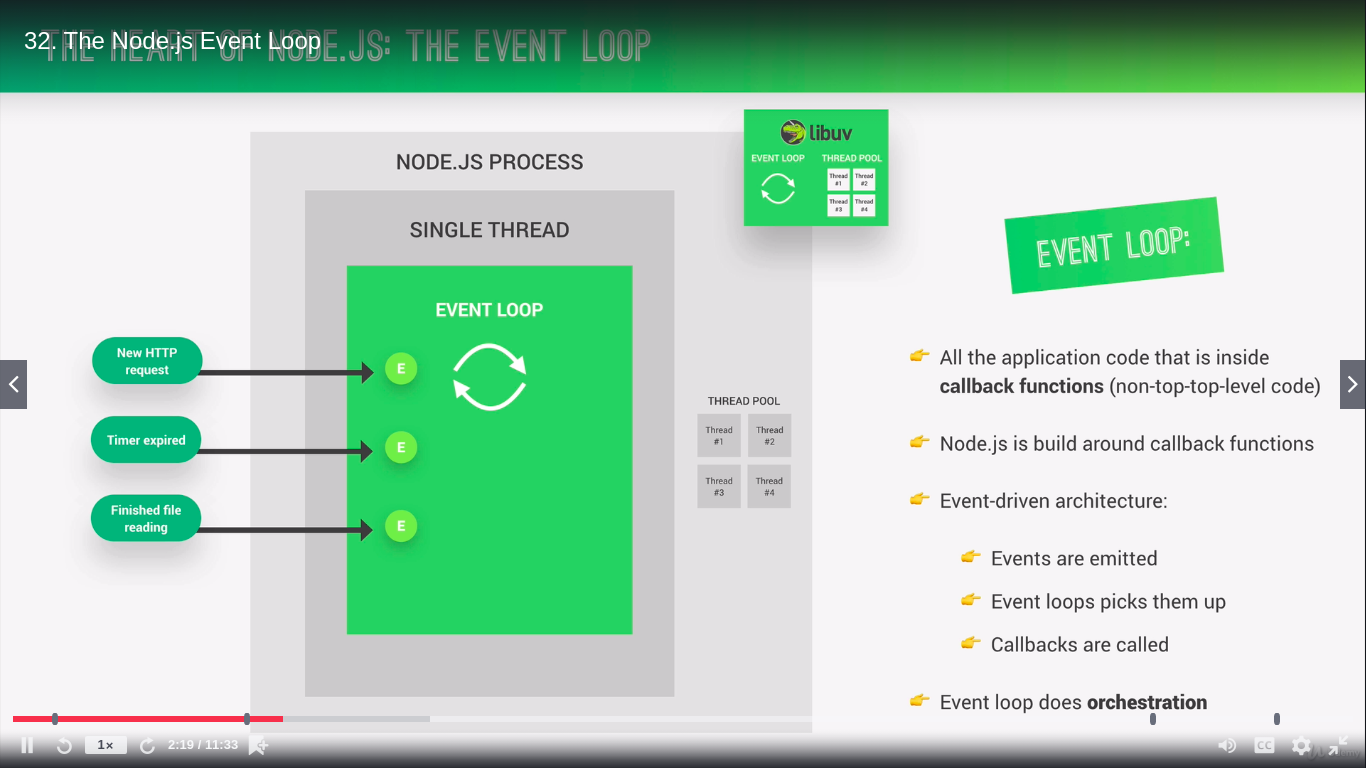 32. The Node.js Event Loop
THE HEART OF NODE.JS: THE EVENT LOOP
libuv
EVENT LOOP
THREAD POOL
Thread #1
Thread #2
Thread #3
Thread #4
NODE.JS PROCESS
SINGLE THREAD
EVENT LOOP
New HTTP
request
E
Timer expired
E
Finished file
reading
E
THREAD POOL
Thread
#1
Thread
#2
Thread
#3
Thread
#4
EVENT LOOP:
All the application code that is inside
callback functions (non-top-top-level code)
Node.js is build around callback functions
Event-driven architecture:
Events are emitted
Event loops picks them up
Callbacks are called
Event loop does orchestration
1x
2:19 / 11:33
CC